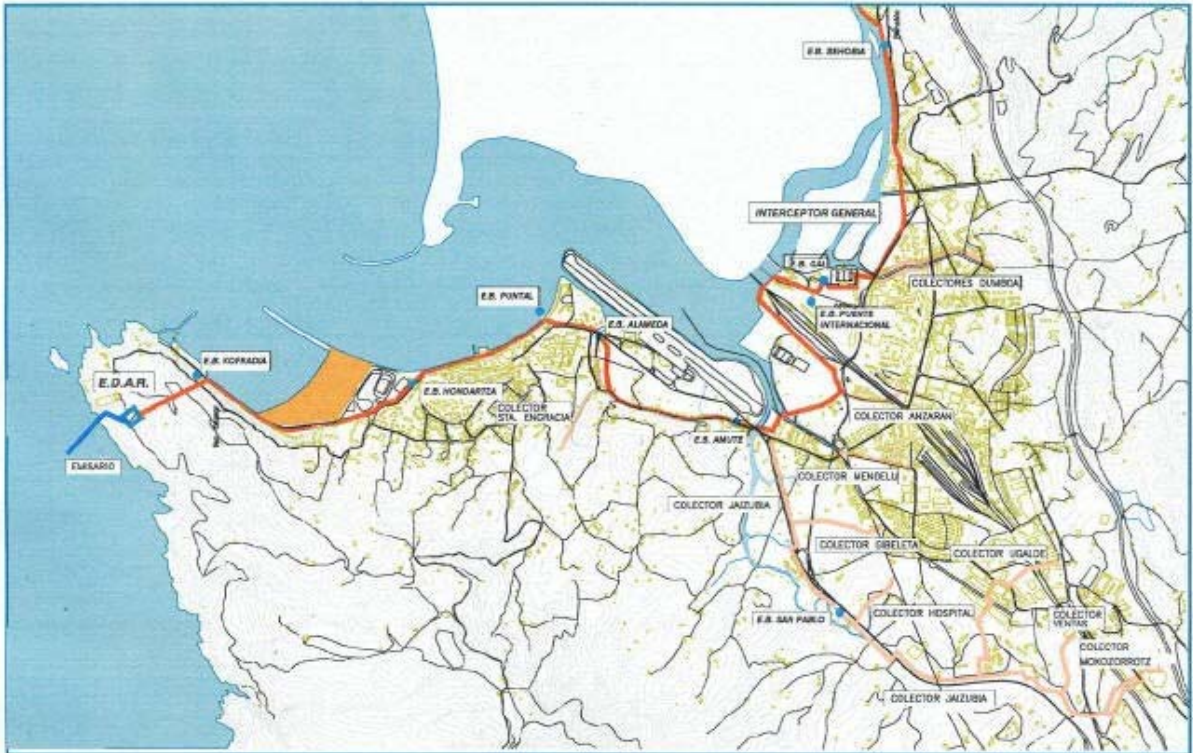 E.B. BEHOBIA
INTERCEPTOR GENERAL
E.B. GAL
COLECTORES DUMBOA
E.B. PUENTE
INTERNACIONAL
E.B. PUNTAL
E.B. ALAMEDA
E.B. KOFRADIA
E.D.A.R.
E.B. HONDARTZA
COLECTOR
STA. ENGRACIA
COLECTOR ANZARAN
E.B. AMUTE
EMISARIO
COLECTOR MENDELU
COLECTOR JAIZUBIA
COLECTOR GIBELETA
COLECTOR UGALDE
E.B. SAN PABLO
COLECTOR HOSPITAL
COLECTOR
VENTAS
COLECTOR
MOKOZORROTZ
COLECTOR JAIZUBIA